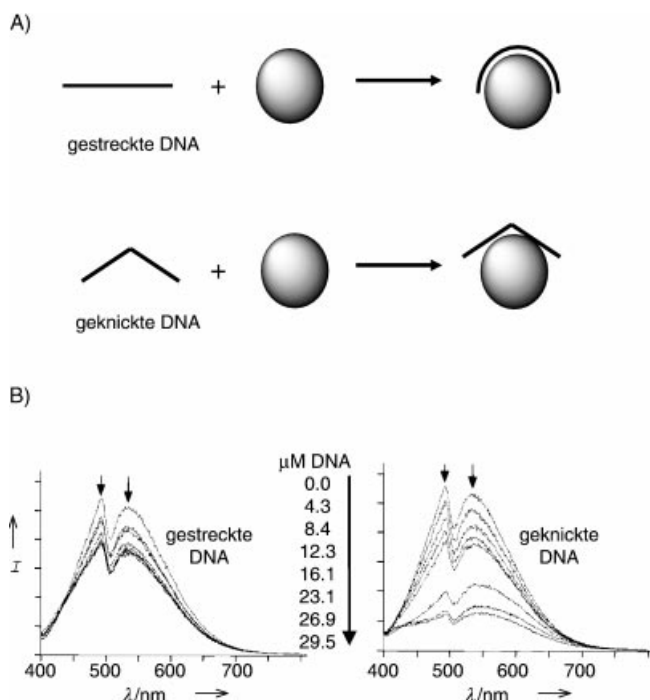 A)
+
gestreckte DNA
+
geknickte DNA
B)
µM DNA
0.0
4.3
8.4
12.3
16.1
23.1
26.9
29.5
gestreckte
DNA
geknickte
DNA
I
400 500 600 700
400 500 600 700
λ/nm
λ/nm